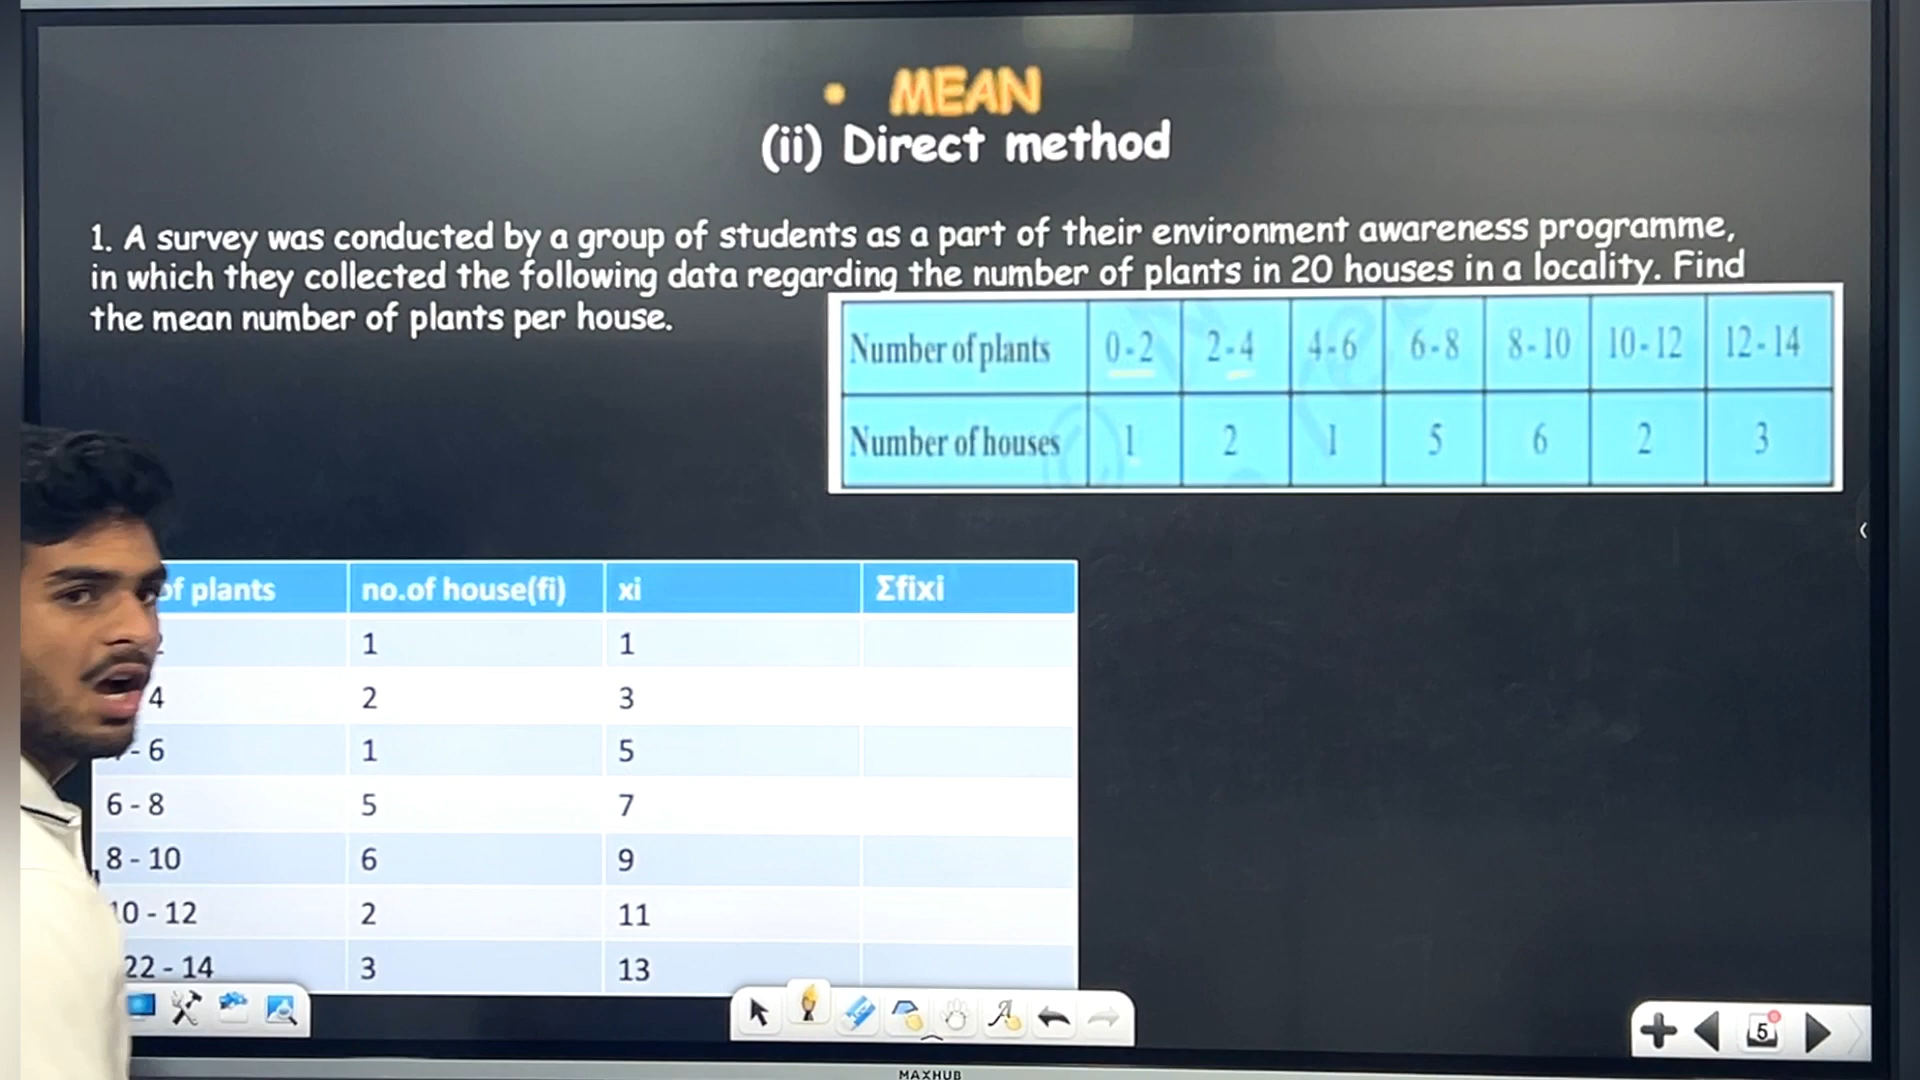 • MEAN
(ii) Direct method
1. A survey was conducted by a group of students as a part of their environment awareness programme,
in which they collected the following data regarding the number of plants in 20 houses in a locality. Find
the mean number of plants per house.
Number of plants 0-2 2-4 4-6 6-8 8-10 10-12 12-14
Number of houses 1 2 1 5 6 2 3
of plants no.of house(fi) xi Σfixi
1 1
4 2 3
- 6 1 5
6 - 8 5 7
8 - 10 6 9
10 - 12 2 11
22 - 14 3 13
5
MAXHUB